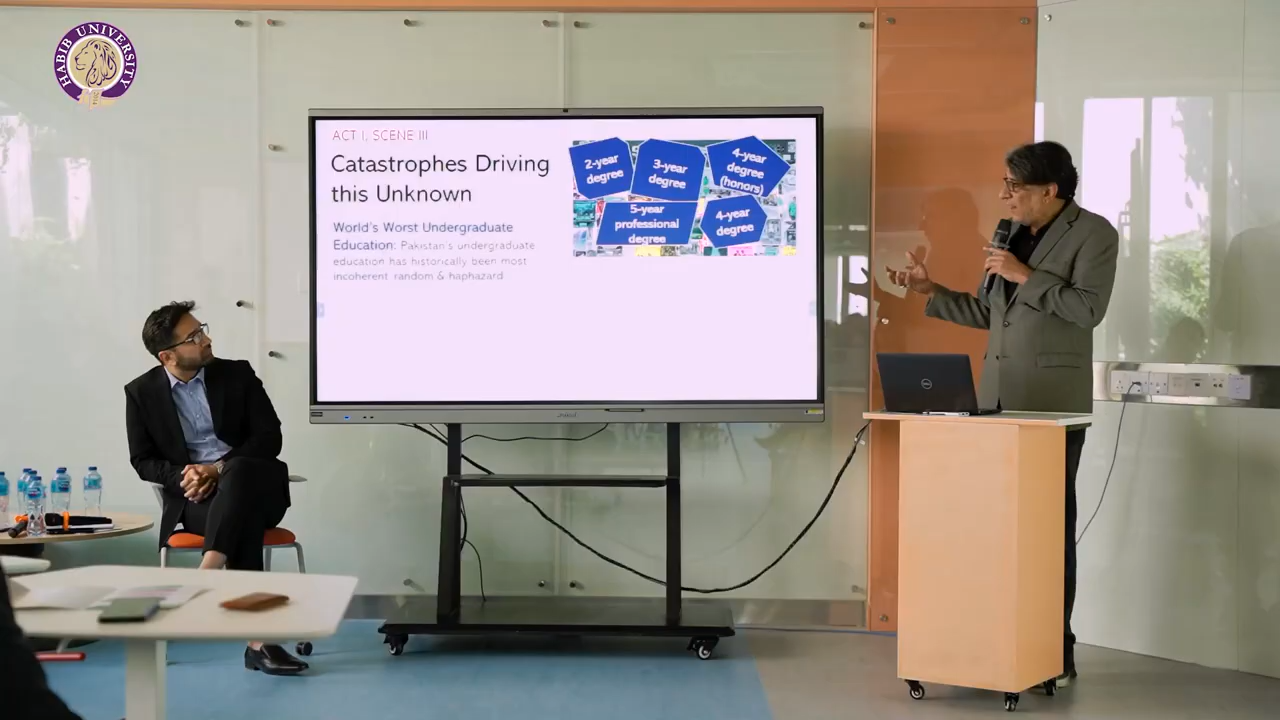 HABIB UNIVERSITY
ACT I, SCENE III
Catastrophes Driving
this Unknown
World's Worst Undergraduate
Education: Pakistan's undergraduate
education has historically been most
incoherent random & haphazard
2-year
degree
3-year
degree
4-year
degree
(honors)
5-year
professional
degree
4-year
degree
DELL